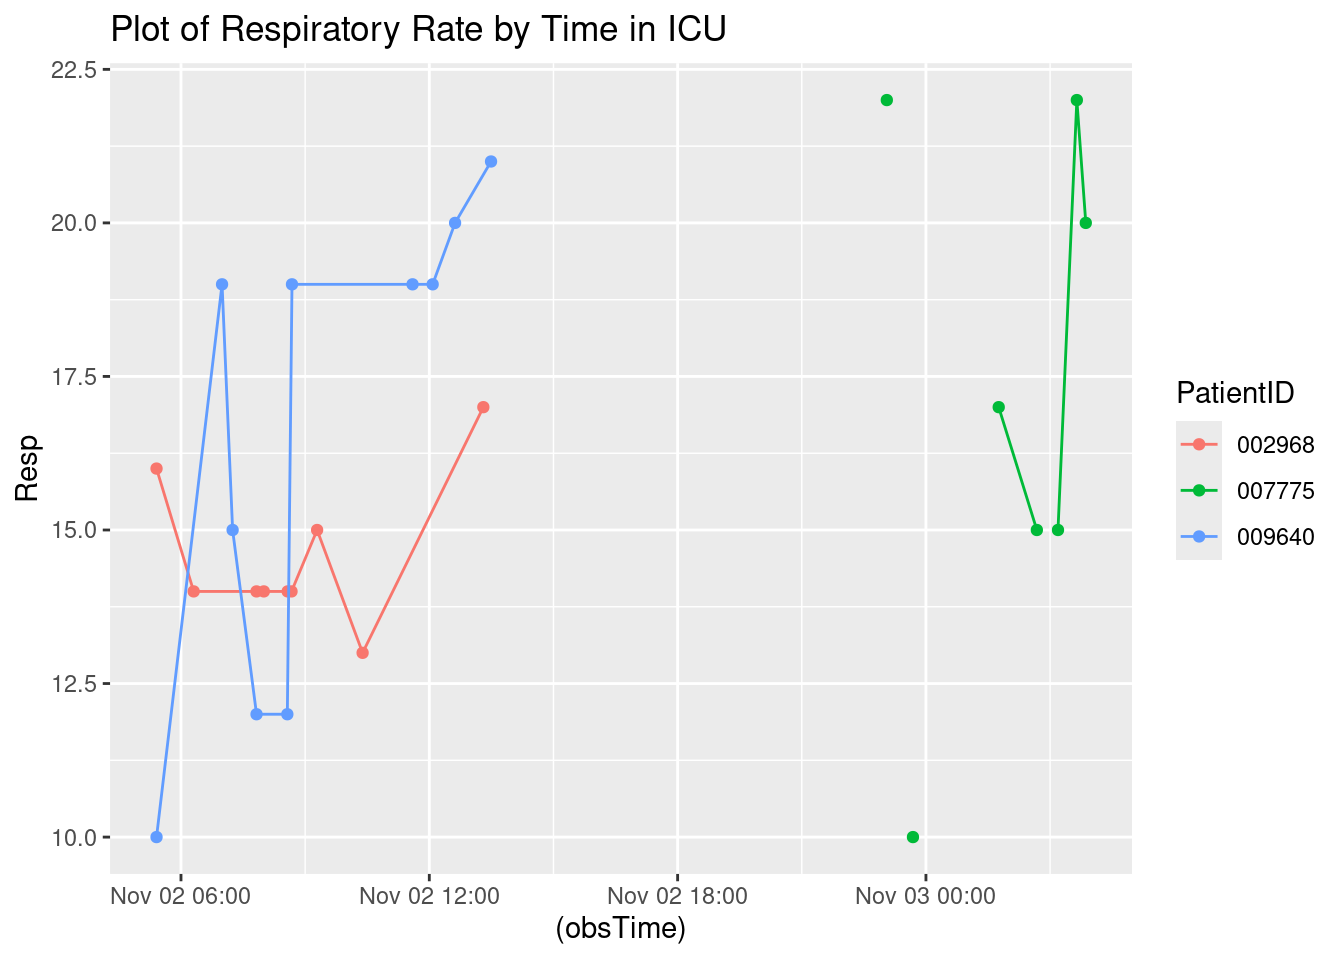 Plot of Respiratory Rate by Time in ICU
22.5
20.0
17.5
15.0
12.5
10.0
Resp
Nov 02 06:00 Nov 02 12:00 Nov 02 18:00 Nov 03 00:00
(obsTime)
PatientID
002968
007775
009640